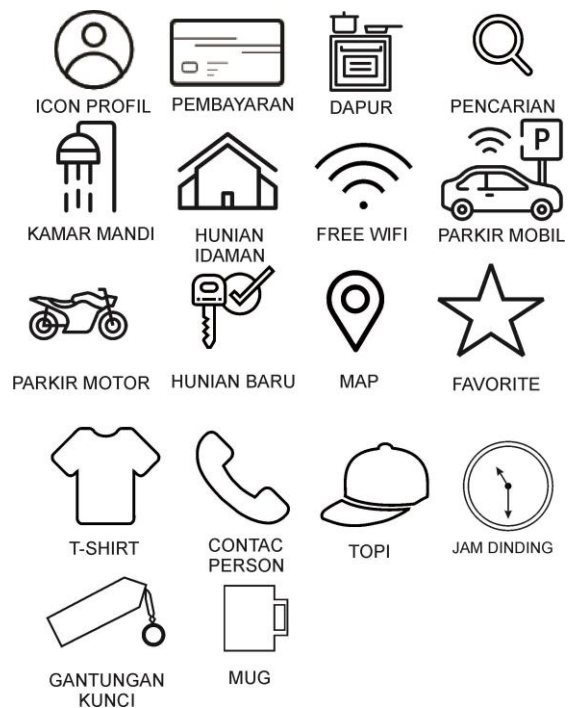 ICON PROFIL
PEMBAYARAN
DAPUR
PENCARIAN
P
KAMAR MANDI
HUNIAN
IDAMAN
FREE WIFI
PARKIR MOBIL
PARKIR MOTOR
HUNIAN BARU
MAP
FAVORITE
T-SHIRT
CONTAC
PERSON
TOPI
JAM DINDING
GANTUNGAN
KUNCI
MUG